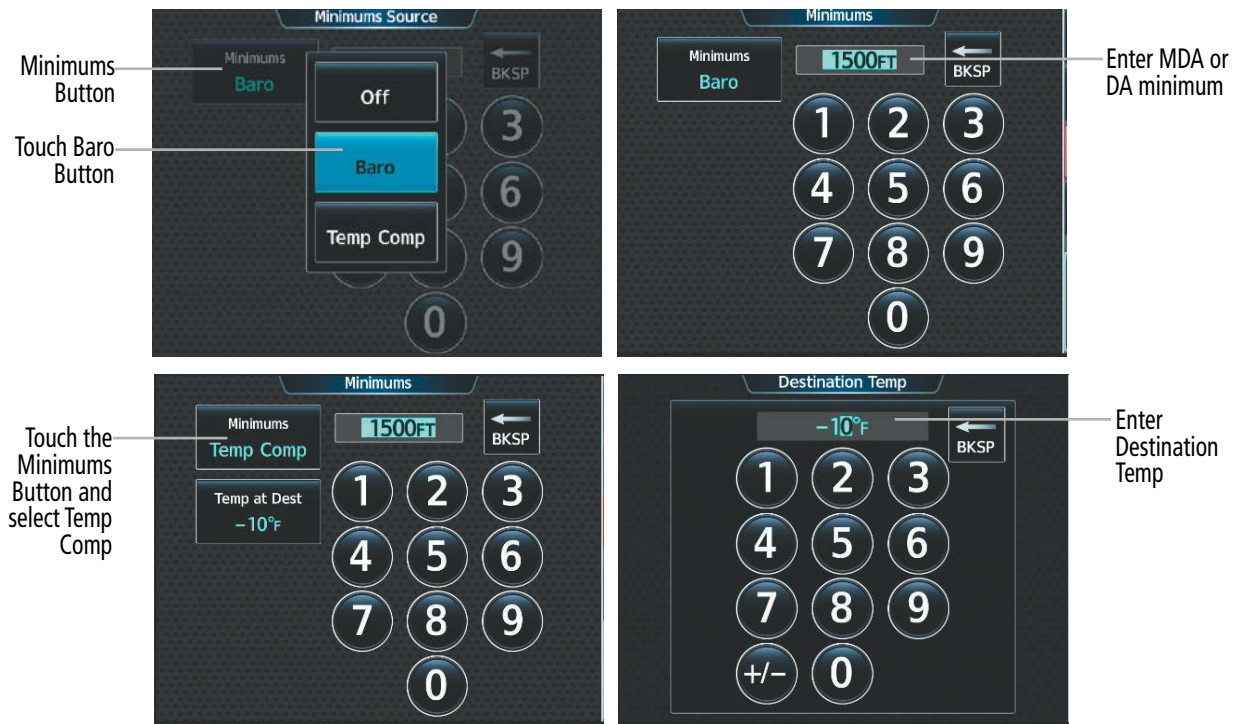 Minimums Source
Minimums
Button
Touch Baro
Button
Minimums
Baro
BKSP
Off
Baro
Temp Comp
3
6
9
0
Minimums
Minimums
Baro
1500FT
BKSP
1 2 3
4 5 6
7 8 9
0
Enter MDA or
DA minimum
Minimums
Touch the
Minimums
Button and
select Temp
Comp
Minimums
Temp Comp
Temp at Dest
−10°F
1500FT
BKSP
1 2 3
4 5 6
7 8 9
0
Destination Temp
−10°F
BKSP
1 2 3
4 5 6
7 8 9
+/− 0
Enter
Destination
Temp